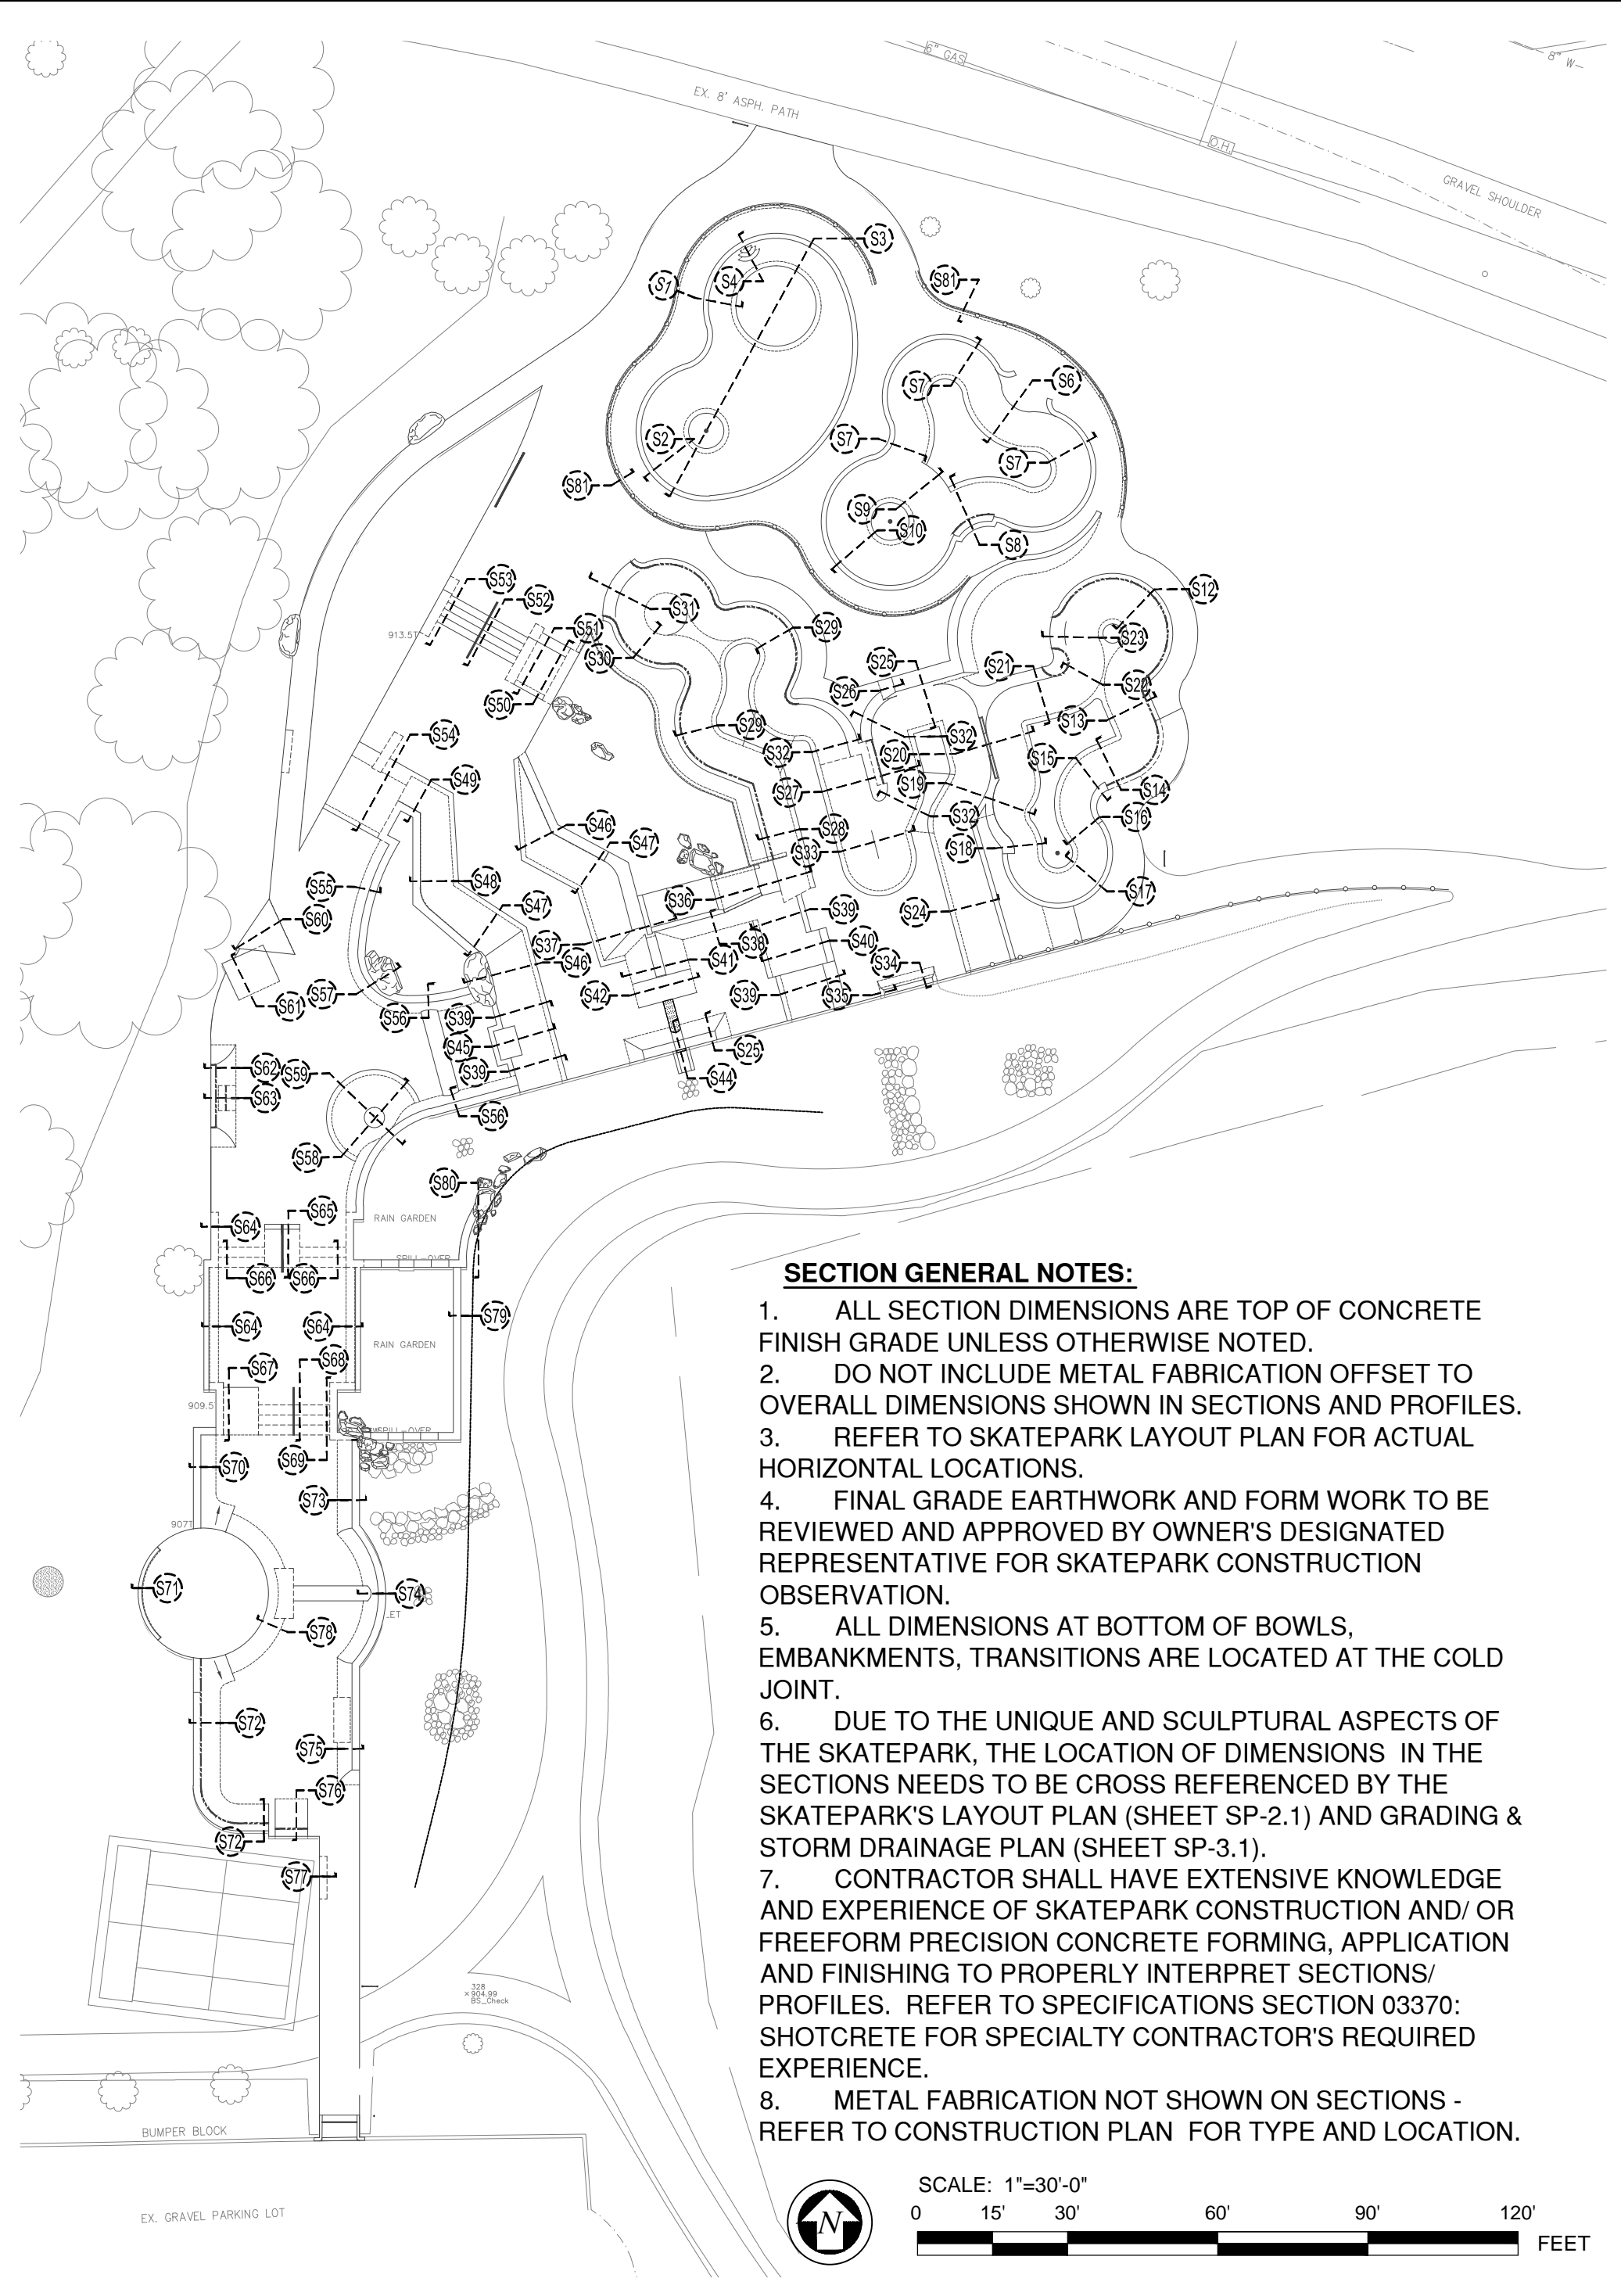 6" GAS
8" W
EX. 8' ASPH. PATH
O.H.
GRAVEL SHOULDER
S3
S4
S1
S81
S6
S7
S2
S7
S7
S81
S9
S10
S8
S53
S52
S12
S31
S51
S29
S23
913.5T
S30
S25
S21
S22
S26
S50
S13
S29
S54
S32
S32
S20
S15
S49
S19
S27
S14
S32
S16
S46
S28
S47
S33
S18
S48
S55
S17
S36
S47
S39
S24
S60
S37
S38
S40
S46
S41
S34
S57
S42
S39
S35
S61
S56
S39
S45
S25
S62
S59
S39
S44
S63
S56
S58
S80
S65
RAIN GARDEN
S64
SPILL-OVER
S66
S66
S79
S64
S64
RAIN GARDEN
S68
S67
909.5
SPILL-OVER
S69
S70
S73
907T
S71
S74
LET
S78
S72
S75
S76
S72
S77
328
904.99
BS_Check
BUMPER BLOCK
EX. GRAVEL PARKING LOT
SECTION GENERAL NOTES:
1. ALL SECTION DIMENSIONS ARE TOP OF CONCRETE
FINISH GRADE UNLESS OTHERWISE NOTED.
2. DO NOT INCLUDE METAL FABRICATION OFFSET TO
OVERALL DIMENSIONS SHOWN IN SECTIONS AND PROFILES.
3. REFER TO SKATEPARK LAYOUT PLAN FOR ACTUAL
HORIZONTAL LOCATIONS.
4. FINAL GRADE EARTHWORK AND FORM WORK TO BE
REVIEWED AND APPROVED BY OWNER'S DESIGNATED
REPRESENTATIVE FOR SKATEPARK CONSTRUCTION
OBSERVATION.
5. ALL DIMENSIONS AT BOTTOM OF BOWLS,
EMBANKMENTS, TRANSITIONS ARE LOCATED AT THE COLD
JOINT.
6. DUE TO THE UNIQUE AND SCULPTURAL ASPECTS OF
THE SKATEPARK, THE LOCATION OF DIMENSIONS IN THE
SECTIONS NEEDS TO BE CROSS REFERENCED BY THE
SKATEPARK'S LAYOUT PLAN (SHEET SP-2.1) AND GRADING &
STORM DRAINAGE PLAN (SHEET SP-3.1).
7. CONTRACTOR SHALL HAVE EXTENSIVE KNOWLEDGE
AND EXPERIENCE OF SKATEPARK CONSTRUCTION AND/ OR
FREEFORM PRECISION CONCRETE FORMING, APPLICATION
AND FINISHING TO PROPERLY INTERPRET SECTIONS/
PROFILES. REFER TO SPECIFICATIONS SECTION 03370:
SHOTCRETE FOR SPECIALTY CONTRACTOR'S REQUIRED
EXPERIENCE.
8. METAL FABRICATION NOT SHOWN ON SECTIONS -
REFER TO CONSTRUCTION PLAN FOR TYPE AND LOCATION.
N
SCALE: 1"=30'-0"
0 15' 30' 60' 90' 120'
FEET